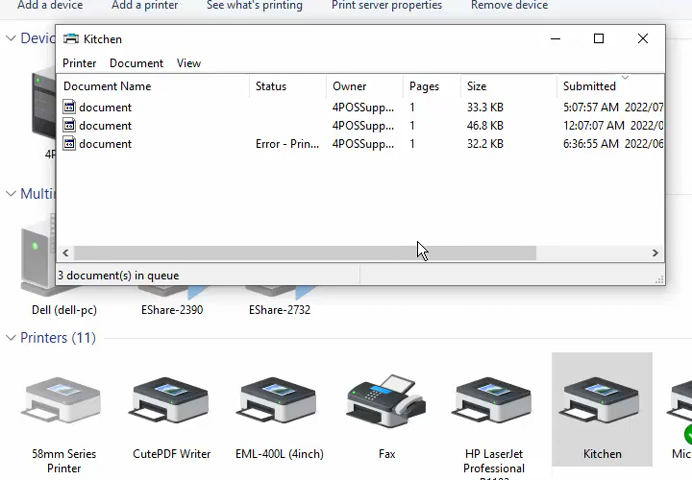 Add a device Add a printer See what's printing Print server properties Remove device
Devic
Kitchen
Printer Document View
Document Name Status Owner Pages Size Submitted
document 4POSSupp... 1 33.3 KB 5:07:57 AM 2022/07
document 4POSSupp... 1 46.8 KB 12:07:07 AM 2022/0
document Error - Prin... 4POSSupp... 1 32.2 KB 6:36:55 AM 2022/06
3 document(s) in queue
4P
Multi
Dell (dell-pc) EShare-2390 EShare-2732
Printers (11)
58mm Series Printer
CutePDF Writer
EML-400L (4inch)
Fax
HP LaserJet
Professional
Kitchen
Mic